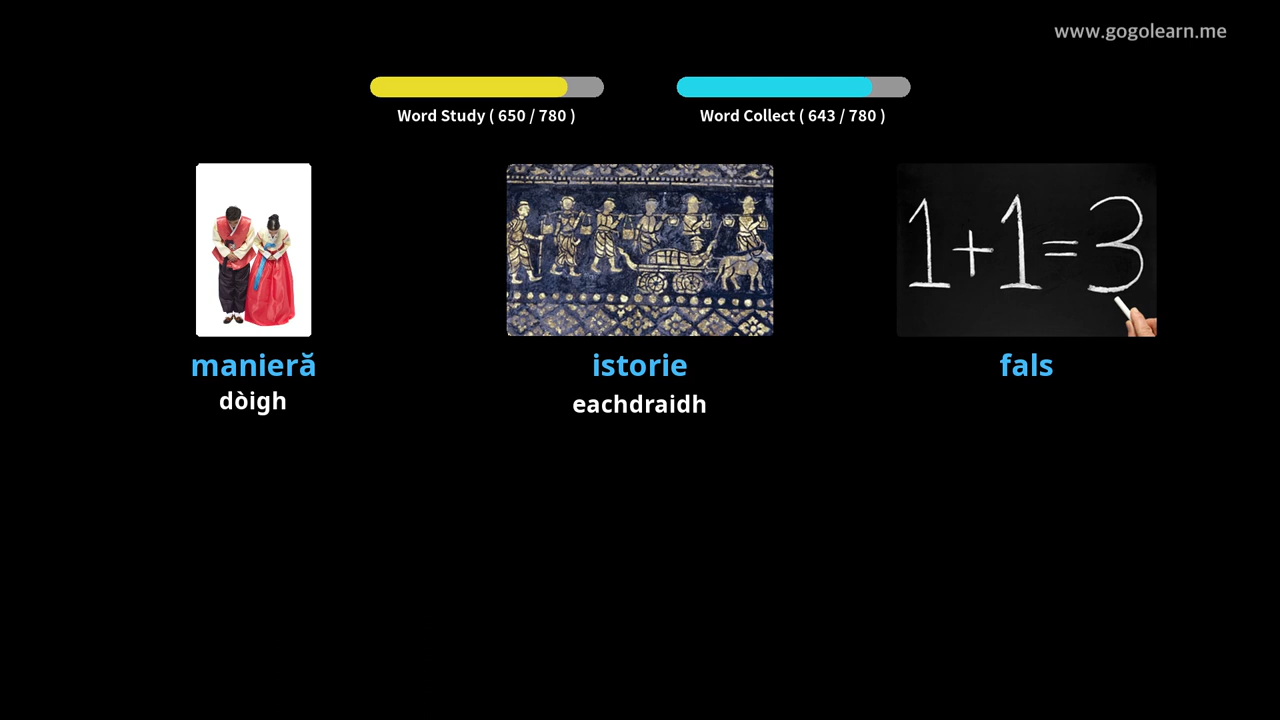 www.gogolearn.me
Word Study ( 650 / 780 )
Word Collect ( 643 / 780 )
1+1=3
manieră
istorie
fals
dòigh
eachdraidh